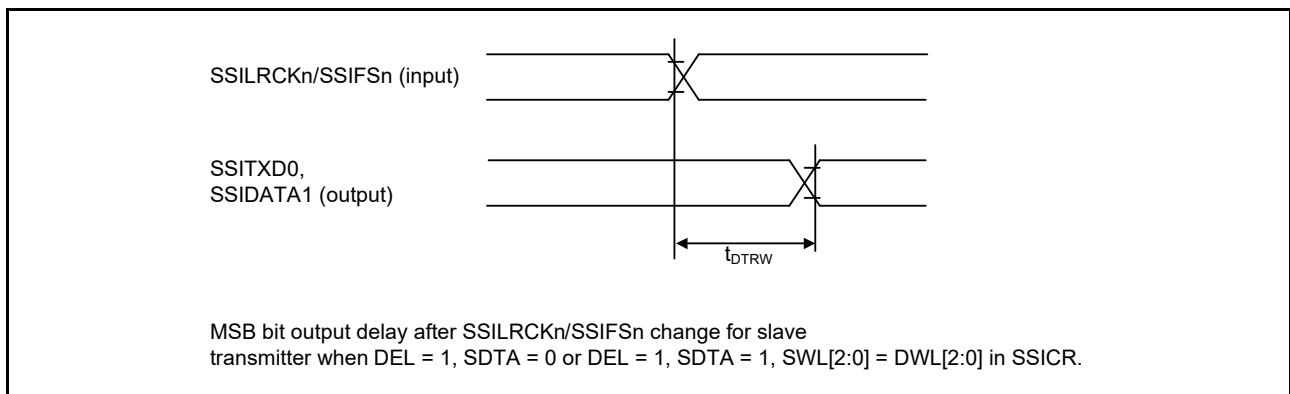 SSILRCKn/SSIFSn (input)
SSITXD0,
SSIDATA1 (output)
tDTRW
MSB bit output delay after SSILRCKn/SSIFSn change for slave
transmitter when DEL = 1, SDTA = 0 or DEL = 1, SDTA = 1, SWL[2:0] = DWL[2:0] in SSICR.